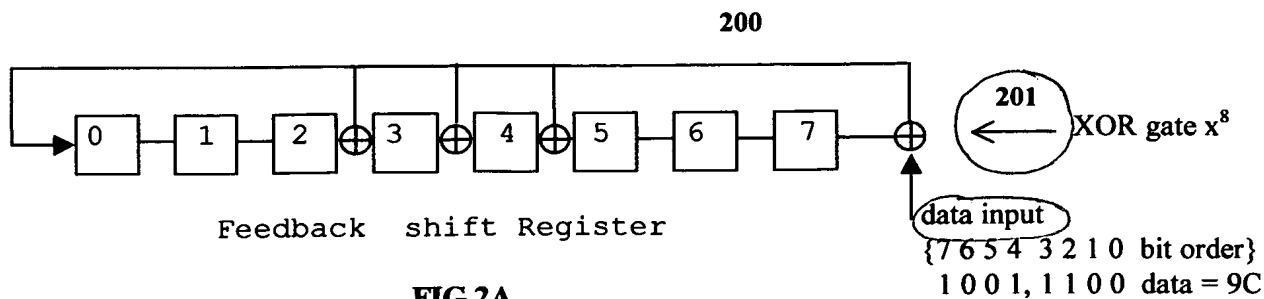 200
0 1 2 3 4 5 6 7
201
XOR gate x⁸
Feedback shift Register
data input
{7 6 5 4 3 2 1 0 bit order}
1 0 0 1, 1 1 0 0 data = 9C
FIG 2A